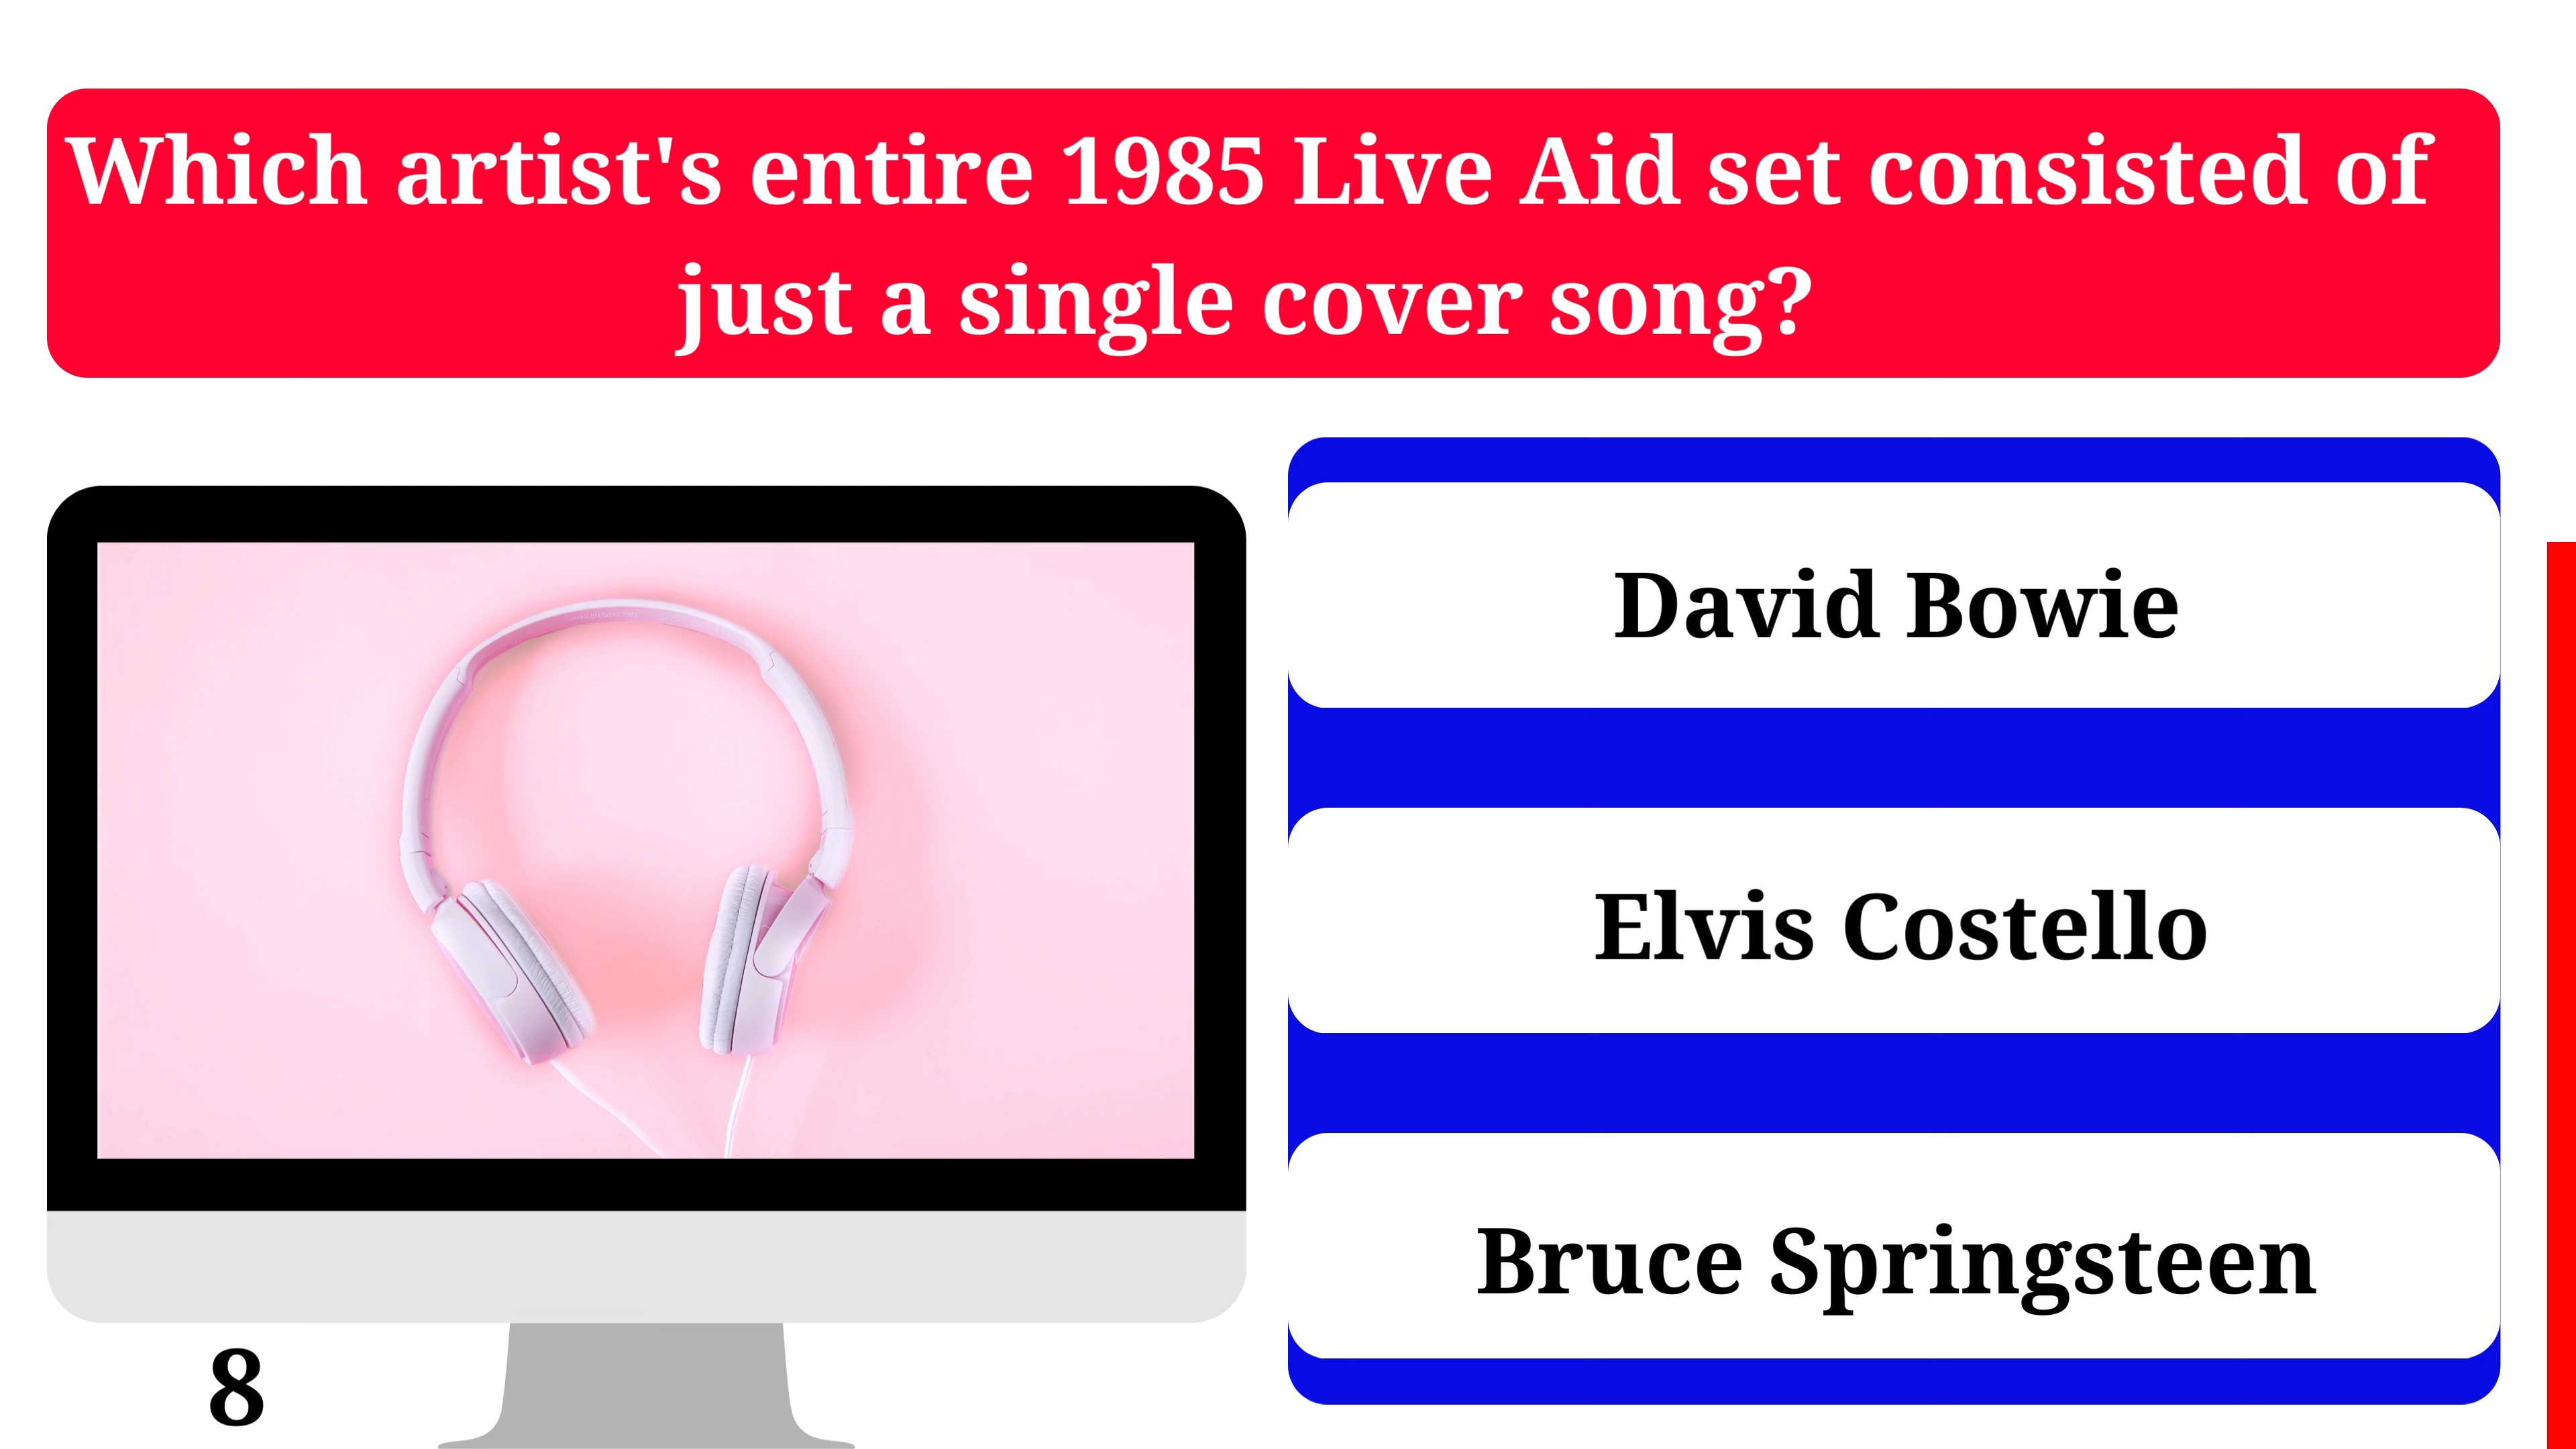 Which artist's entire 1985 Live Aid set consisted of
just a single cover song?
David Bowie
Elvis Costello
Bruce Springsteen
8